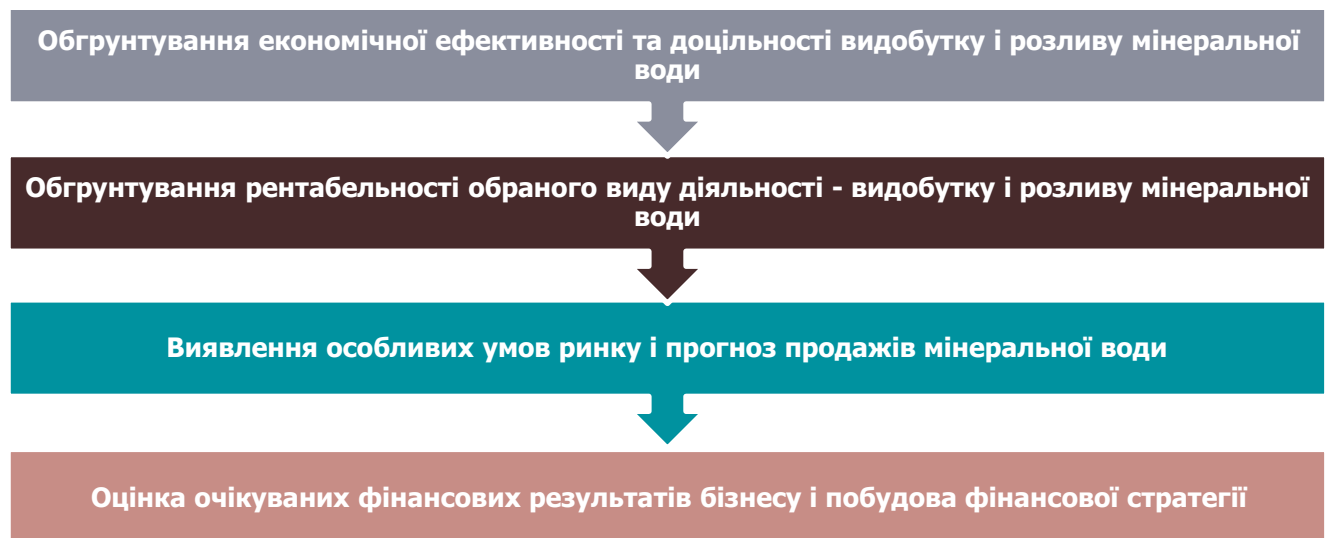 Обгрунтування економічної ефективності та доцільності видобутку і розливу мінеральної
води
Обгрунтування рентабельності обраного виду діяльності - видобутку і розливу мінеральної
води
Виявлення особливих умов ринку і прогноз продажів мінеральної води
Оцінка очікуваних фінансових результатів бізнесу і побудова фінансової стратегії